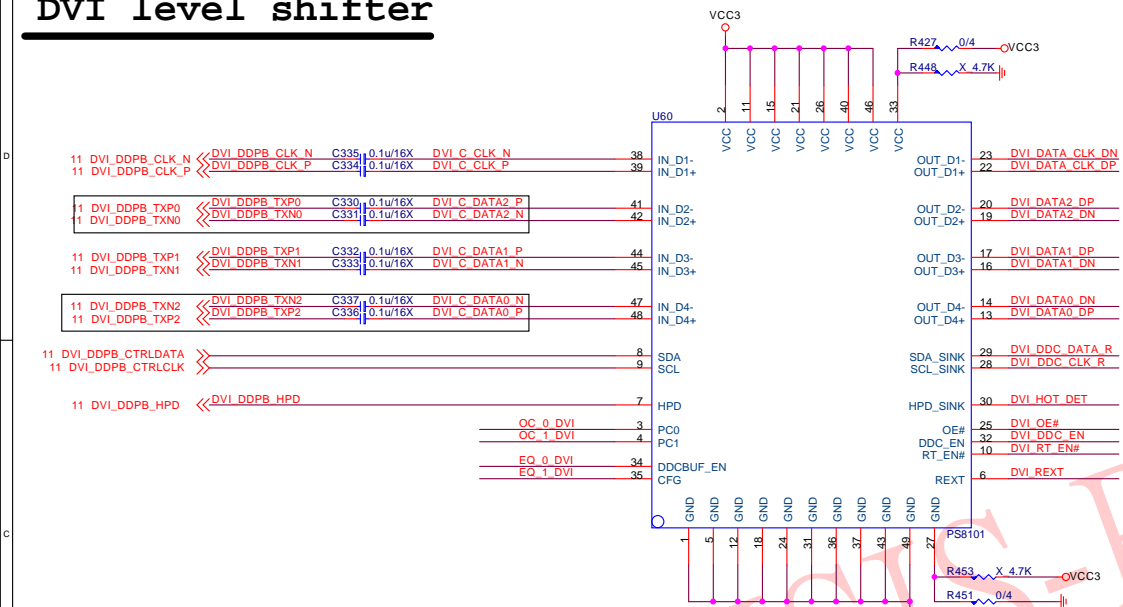 DVI level shifter
VCC3
R427 0/4 VCC3
R448 X_4.7K
2 11 15 21 26 40 46 33
U60
VCC VCC VCC VCC VCC VCC VCC VCC
D
11 DVI_DDPB_CLK_N DVI_DDPB_CLK_N C335 0.1u/16X DVI_C_CLK_N 38 IN_D1- OUT_D1- 23 DVI_DATA_CLK_DN
11 DVI_DDPB_CLK_P DVI_DDPB_CLK_P C334 0.1u/16X DVI_C_CLK_P 39 IN_D1+ OUT_D1+ 22 DVI_DATA_CLK_DP
11 DVI_DDPB_TXP0 DVI_DDPB_TXP0 C330 0.1u/16X DVI_C_DATA2_P 41 IN_D2- OUT_D2- 20 DVI_DATA2_DP
11 DVI_DDPB_TXN0 DVI_DDPB_TXN0 C331 0.1u/16X DVI_C_DATA2_N 42 IN_D2+ OUT_D2+ 19 DVI_DATA2_DN
11 DVI_DDPB_TXP1 DVI_DDPB_TXP1 C332 0.1u/16X DVI_C_DATA1_P 44 IN_D3- OUT_D3- 17 DVI_DATA1_DP
11 DVI_DDPB_TXN1 DVI_DDPB_TXN1 C333 0.1u/16X DVI_C_DATA1_N 45 IN_D3+ OUT_D3+ 16 DVI_DATA1_DN
11 DVI_DDPB_TXN2 DVI_DDPB_TXN2 C337 0.1u/16X DVI_C_DATA0_N 47 IN_D4- OUT_D4- 14 DVI_DATA0_DN
11 DVI_DDPB_TXP2 DVI_DDPB_TXP2 C336 0.1u/16X DVI_C_DATA0_P 48 IN_D4+ OUT_D4+ 13 DVI_DATA0_DP
11 DVI_DDPB_CTRLDATA 8 SDA SDA_SINK 29 DVI_DDC_DATA_R
11 DVI_DDPB_CTRLCLK 9 SCL SCL_SINK 28 DVI_DDC_CLK_R
11 DVI_DDPB_HPD DVI_DDPB_HPD 7 HPD HPD_SINK 30 DVI_HOT_DET
OC_0_DVI 3 PC0 OE# 25 DVI_OE#
OC_1_DVI 4 PC1 DDC_EN 32 DVI_DDC_EN
RT_EN# 10 DVI_RT_EN#
EQ_0_DVI 34 DDCBUF_EN
EQ_1_DVI 35 CFG REXT 6 DVI_REXT
GND GND GND GND GND GND GND GND GND GND GND
C
PS8101
1 5 12 18 24 31 36 37 43 49 27
R453 X_4.7K VCC3
R451 0/4